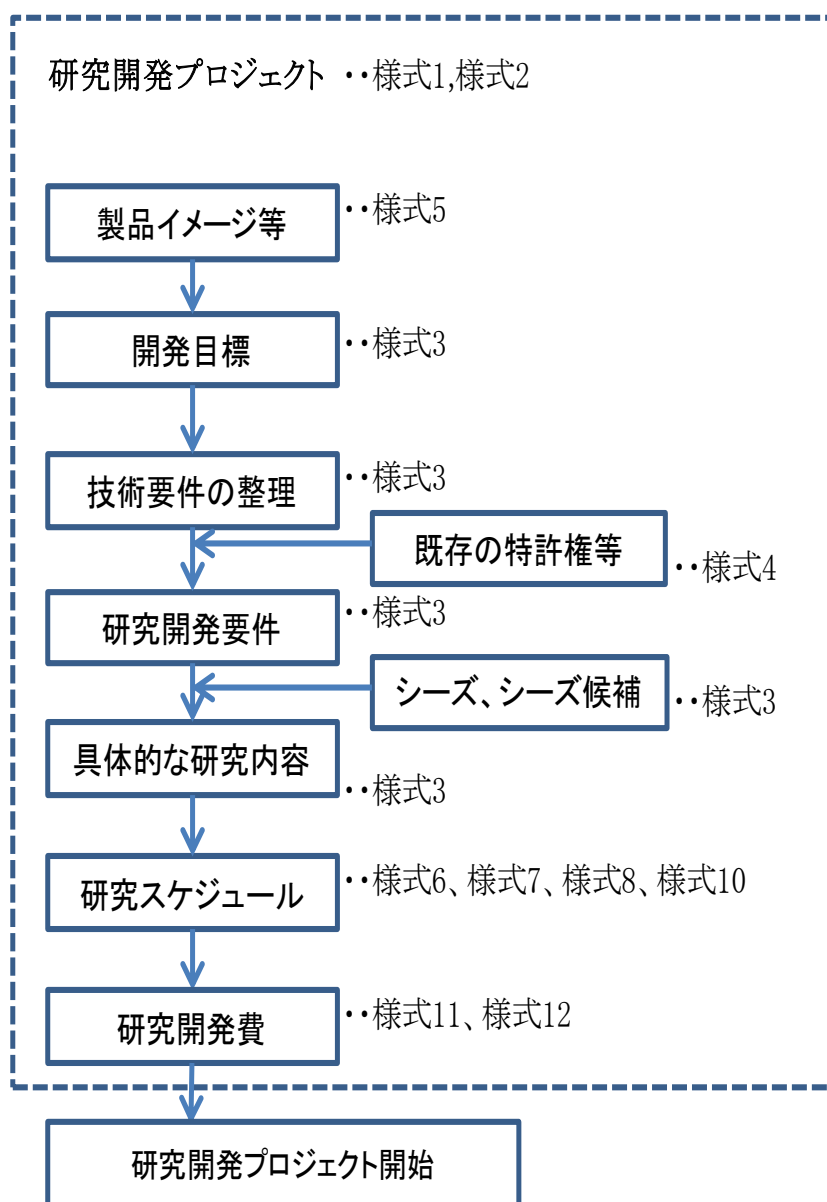 研究開発プロジェクト ‥様式1,様式2
製品イメージ等 ‥様式5
開発目標 ‥様式3
技術要件の整理 ‥様式3
既存の特許権等 ‥様式4
研究開発要件 ‥様式3
シーズ、シーズ候補 ‥様式3
具体的な研究内容 ‥様式3
研究スケジュール ‥様式6、様式7、様式8、様式10
研究開発費 ‥様式11、様式12
研究開発プロジェクト開始